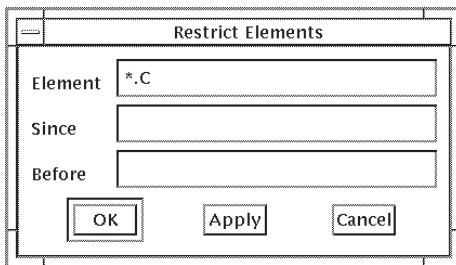 Restrict Elements
Element *.C
Since
Before
OK Apply Cancel